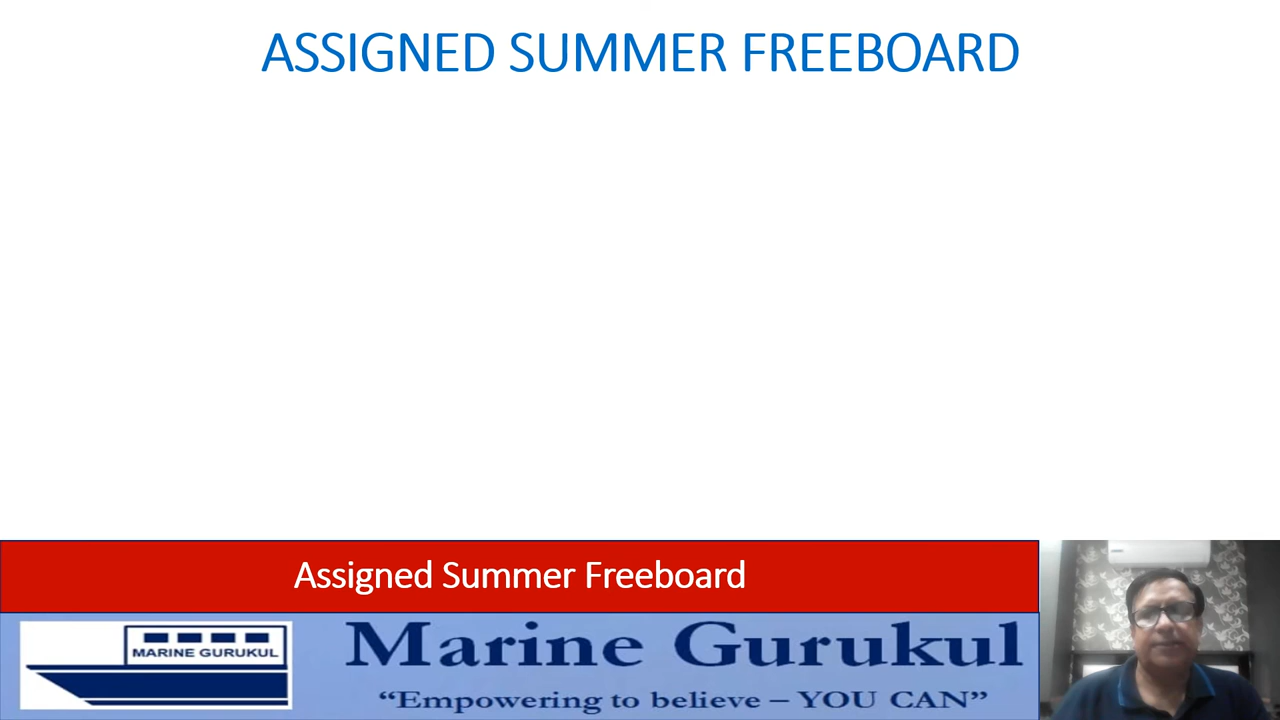 ASSIGNED SUMMER FREEBOARD
Assigned Summer Freeboard
MARINE GURUKUL
Marine Gurukul
“Empowering to believe – YOU CAN”